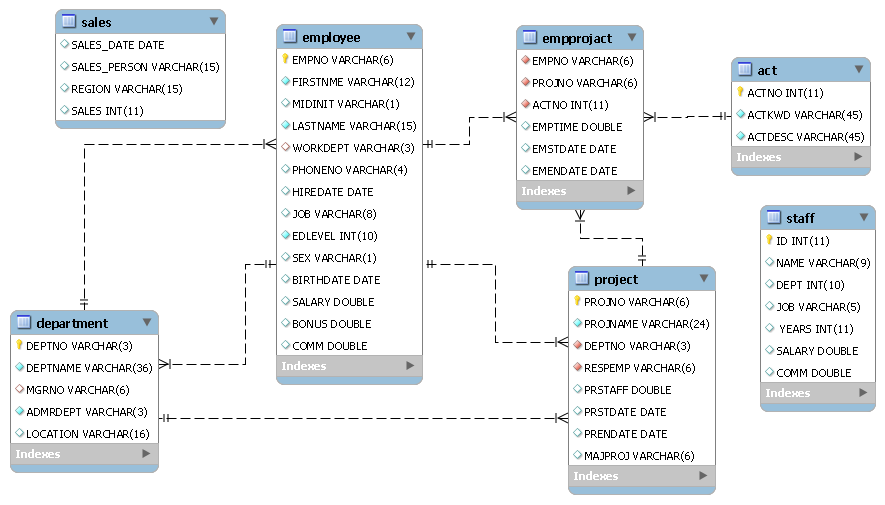 sales
SALES_DATE DATE
SALES_PERSON VARCHAR(15)
REGION VARCHAR(15)
SALES INT(11)
employee
EMPNO VARCHAR(6)
FIRSTNME VARCHAR(12)
MIDINIT VARCHAR(1)
LASTNAME VARCHAR(15)
WORKDEPT VARCHAR(3)
PHONENO VARCHAR(4)
HIREDATE DATE
JOB VARCHAR(8)
EDLEVEL INT(10)
SEX VARCHAR(1)
BIRTHDATE DATE
SALARY DOUBLE
BONUS DOUBLE
COMM DOUBLE
Indexes
empprojact
EMPNO VARCHAR(6)
PROJNO VARCHAR(6)
ACTNO INT(11)
EMPTIME DOUBLE
EMSTDATE DATE
EMENDATE DATE
Indexes
act
ACTNO INT(11)
ACTKWD VARCHAR(45)
ACTDESC VARCHAR(45)
Indexes
staff
ID INT(11)
NAME VARCHAR(9)
DEPT INT(10)
JOB VARCHAR(5)
YEARS INT(11)
SALARY DOUBLE
COMM DOUBLE
Indexes
department
DEPTNO VARCHAR(3)
DEPTNAME VARCHAR(36)
MGRNO VARCHAR(6)
ADMRDEPT VARCHAR(3)
LOCATION VARCHAR(16)
Indexes
project
PROJNO VARCHAR(6)
PROJNAME VARCHAR(24)
DEPTNO VARCHAR(3)
RESPEMP VARCHAR(6)
PRSTAFF DOUBLE
PRSTDATE DATE
PRENDATE DATE
MAJPROJ VARCHAR(6)
Indexes